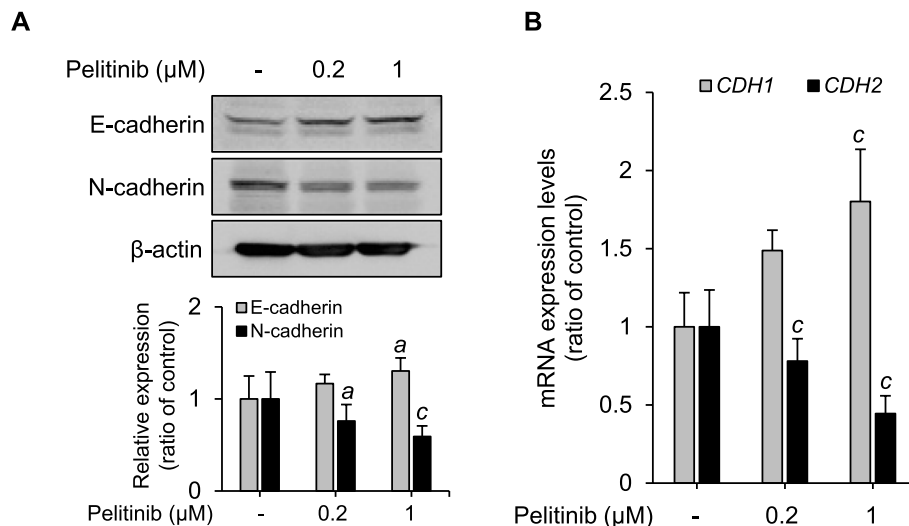 A
Pelitinib (µM) - 0.2 1
E-cadherin
N-cadherin
β-actin
Relative expression
(ratio of control)
2
1
0
E-cadherin
N-cadherin
a
a
c
Pelitinib (µM) - 0.2 1
B
mRNA expression levels
(ratio of control)
2.5
2
1.5
1
0.5
0
CDH1 CDH2
c
c
c
Pelitinib (µM) - 0.2 1